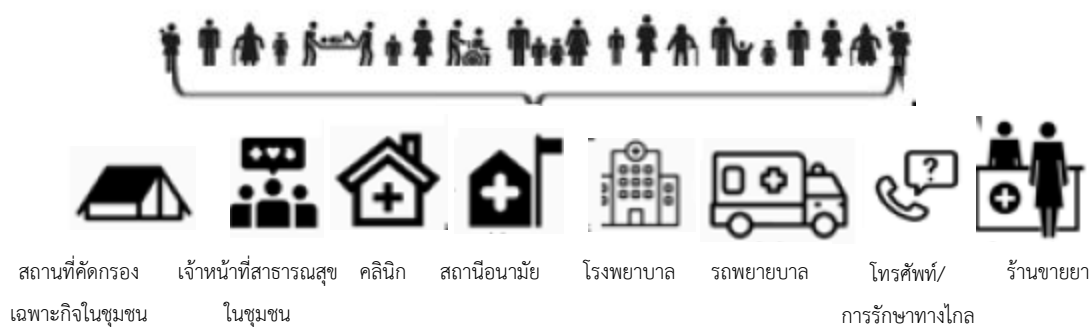 สถานที่คัดกรอง
เฉพาะกิจในชุมชน
เจ้าหน้าที่สาธารณสุข
ในชุมชน
คลินิก
สถานีอนามัย
โรงพยาบาล
รถพยายบาล
โทรศัพท์/
การรักษาทางไกล
ร้านขายยา
?